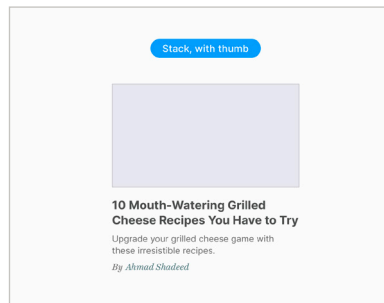 Stack, with thumb
10 Mouth-Watering Grilled
Cheese Recipes You Have to Try
Upgrade your grilled cheese game with
these irresistible recipes.
By Ahmad Shadeed